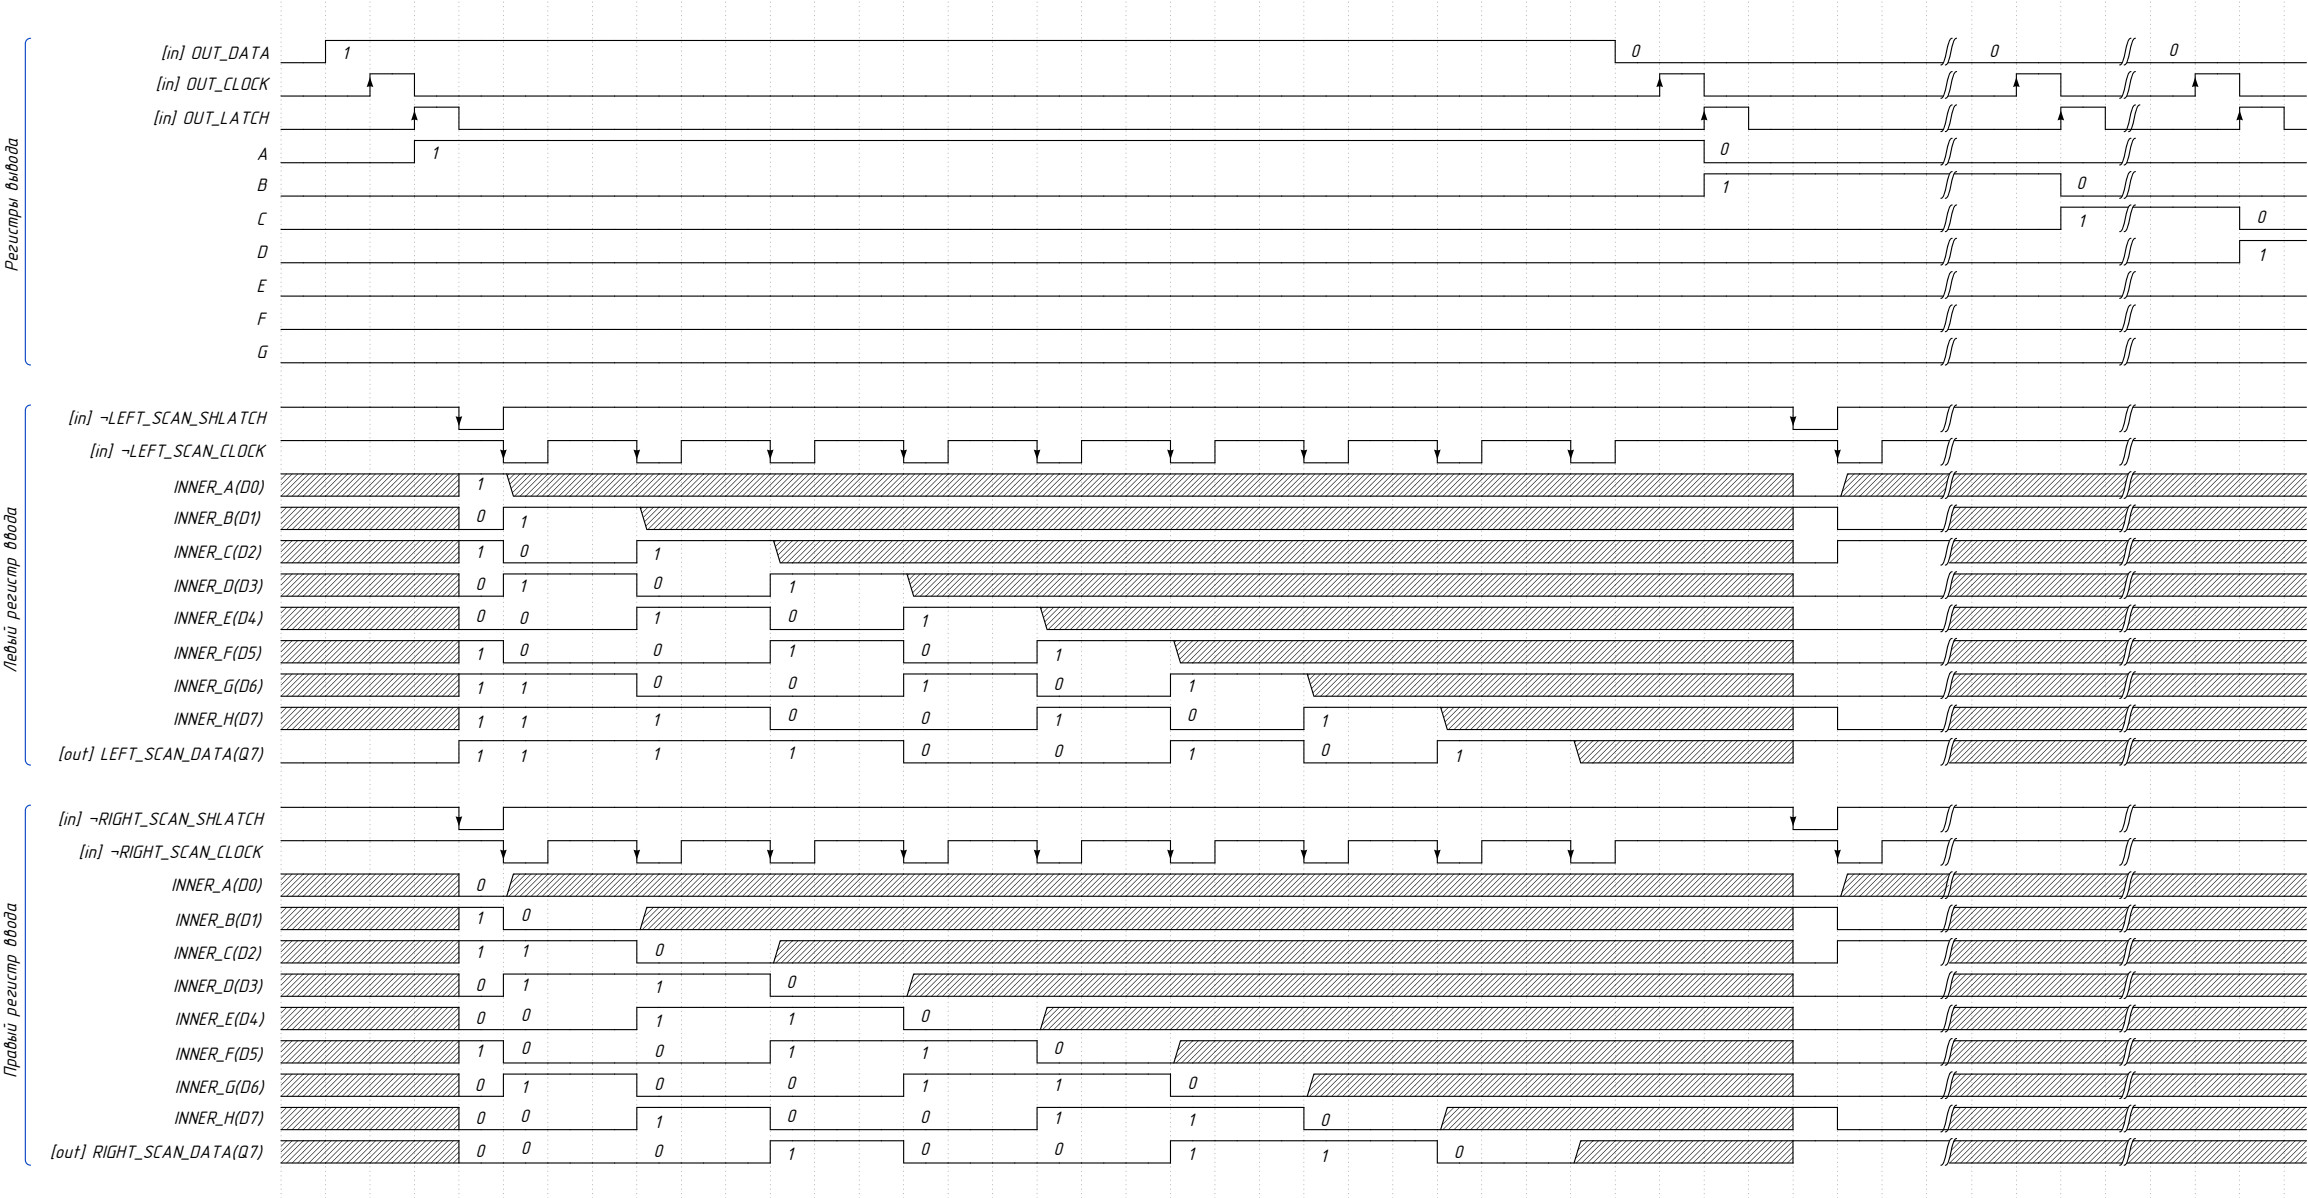 Регистры вывода
[in] OUT_DATA 1 0 0 0
[in] OUT_CLOCK
[in] OUT_LATCH
A 1 0
B 1 0
C 1 0
D 1
E
F
G
Левый регистр ввода
[in] ¬LEFT_SCAN_SHLATCH
[in] ¬LEFT_SCAN_CLOCK
INNER_A(D0) 1
INNER_B(D1) 0 1
INNER_C(D2) 1 0 1
INNER_D(D3) 0 1 0 1
INNER_E(D4) 0 0 1 0 1
INNER_F(D5) 1 0 0 1 0 1
INNER_G(D6) 1 1 0 0 1 0 1
INNER_H(D7) 1 1 1 0 0 1 0 1
[out] LEFT_SCAN_DATA(Q7) 1 1 1 1 0 0 1 0 1
Правый регистр ввода
[in] ¬RIGHT_SCAN_SHLATCH
[in] ¬RIGHT_SCAN_CLOCK
INNER_A(D0) 0
INNER_B(D1) 1 0
INNER_C(D2) 1 1 0
INNER_D(D3) 0 1 1 0
INNER_E(D4) 0 0 1 1 0
INNER_F(D5) 1 0 0 1 1 0
INNER_G(D6) 0 1 0 0 1 1 0
INNER_H(D7) 0 0 1 0 0 1 1 0
[out] RIGHT_SCAN_DATA(Q7) 0 0 0 1 0 0 1 1 0